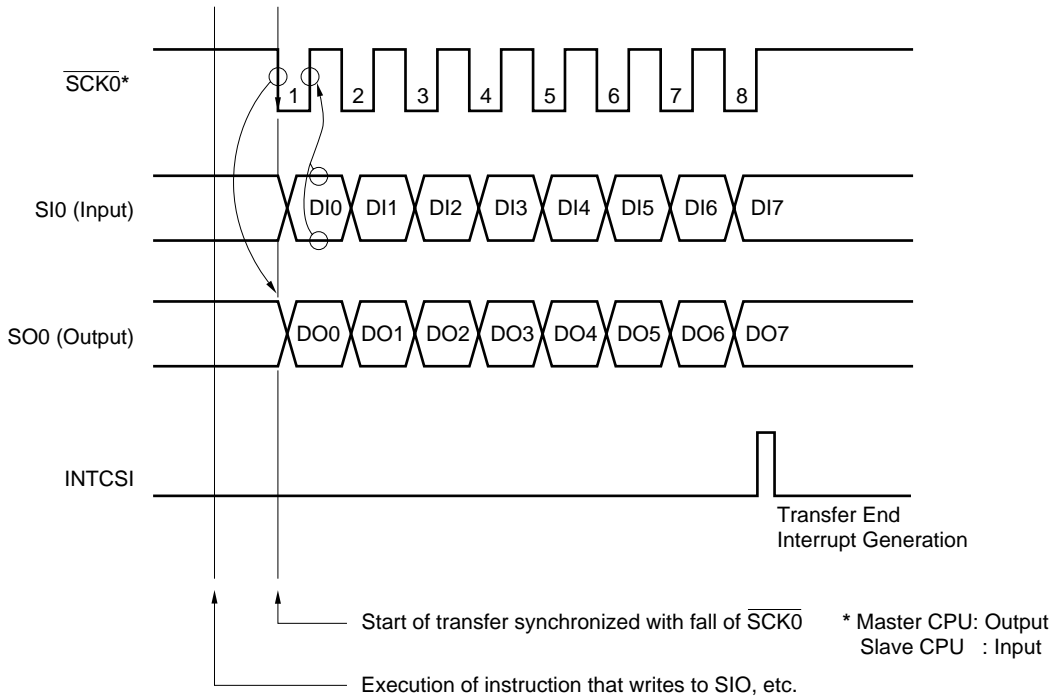 SCK0*
1 2 3 4 5 6 7 8
SI0 (Input)
DI0 DI1 DI2 DI3 DI4 DI5 DI6 DI7
SO0 (Output)
DO0 DO1 DO2 DO3 DO4 DO5 DO6 DO7
INTCSI
Transfer End
Interrupt Generation
Start of transfer synchronized with fall of SCK0
* Master CPU: Output
Slave CPU : Input
Execution of instruction that writes to SIO, etc.